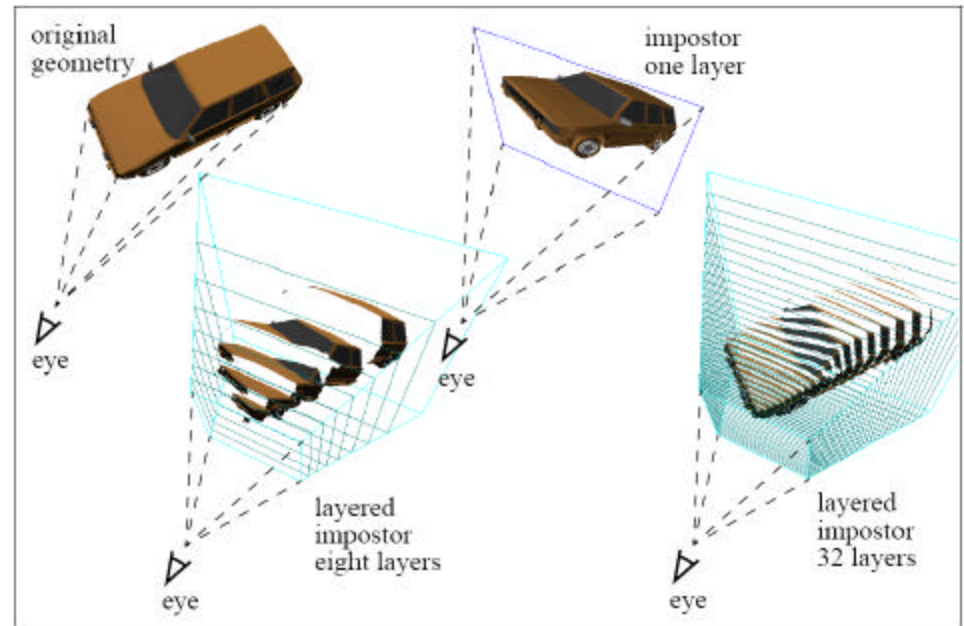 original
geometry
impostor
one layer
eye
eye
layered
impostor
eight layers
layered
impostor
32 layers
eye
eye